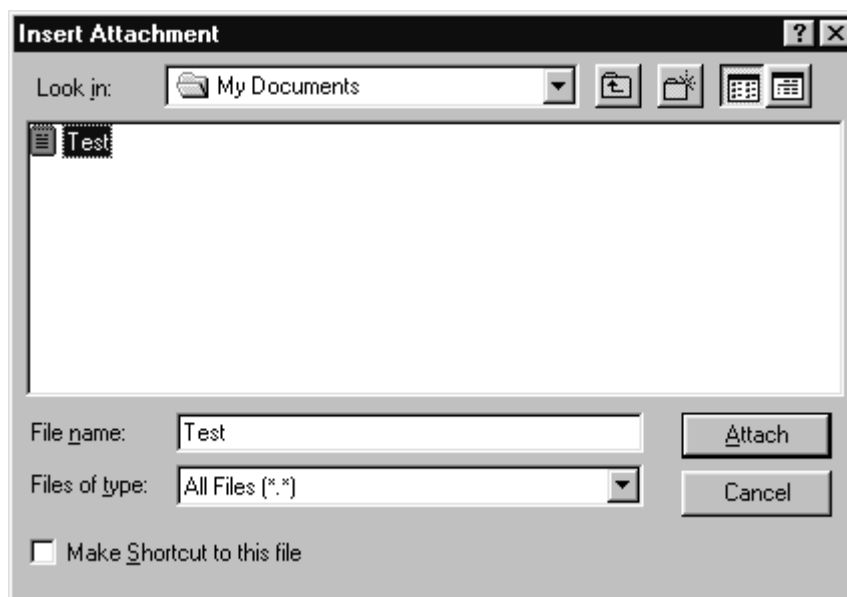 Insert Attachment
Look in: My Documents
Test
File name: Test Attach
Files of type: All Files (*.*) Cancel
Make Shortcut to this file